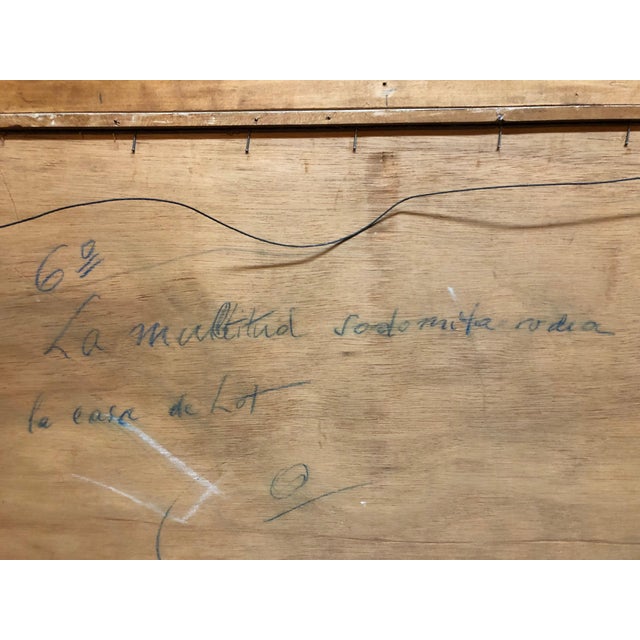 6º
La multitud sodomita rodea
la casa de Lot